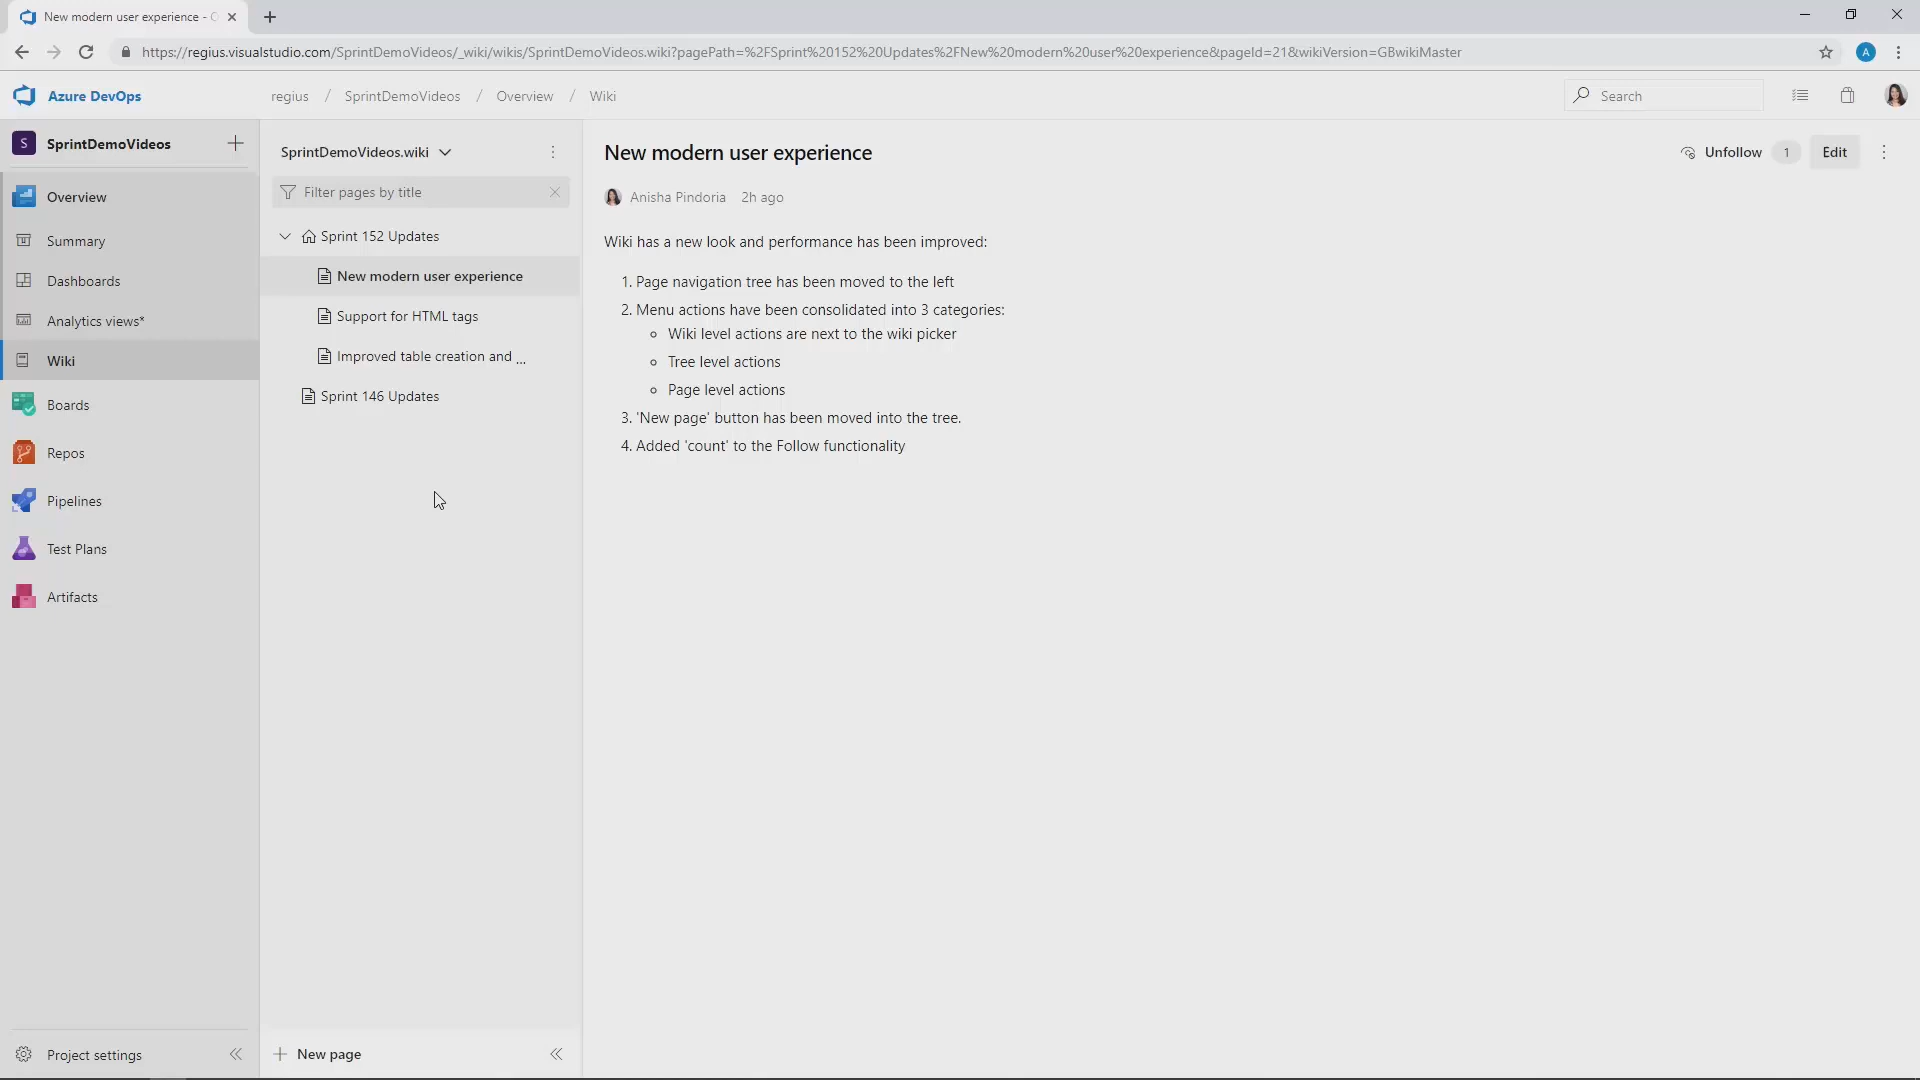 New modern user experience -
https://regius.visualstudio.com/SprintDemoVideos/_wiki/wikis/SprintDemoVideos.wiki?pagePath=%2FSprint%20152%20Updates%2FNew%20modern%20user%20experience&pageId=21&wikiVersion=GBwikiMaster
A
Azure DevOps
regius / SprintDemoVideos / Overview / Wiki
Search
S
SprintDemoVideos
Overview
Summary
Dashboards
Analytics views*
Wiki
Boards
Repos
Pipelines
Test Plans
Artifacts
Project settings
SprintDemoVideos.wiki
Filter pages by title
Sprint 152 Updates
New modern user experience
Support for HTML tags
Improved table creation and ...
Sprint 146 Updates
New page
New modern user experience
Unfollow 1 Edit
Anisha Pindoria 2h ago
Wiki has a new look and performance has been improved:
1. Page navigation tree has been moved to the left
2. Menu actions have been consolidated into 3 categories:
Wiki level actions are next to the wiki picker
Tree level actions
Page level actions
3. 'New page' button has been moved into the tree.
4. Added 'count' to the Follow functionality